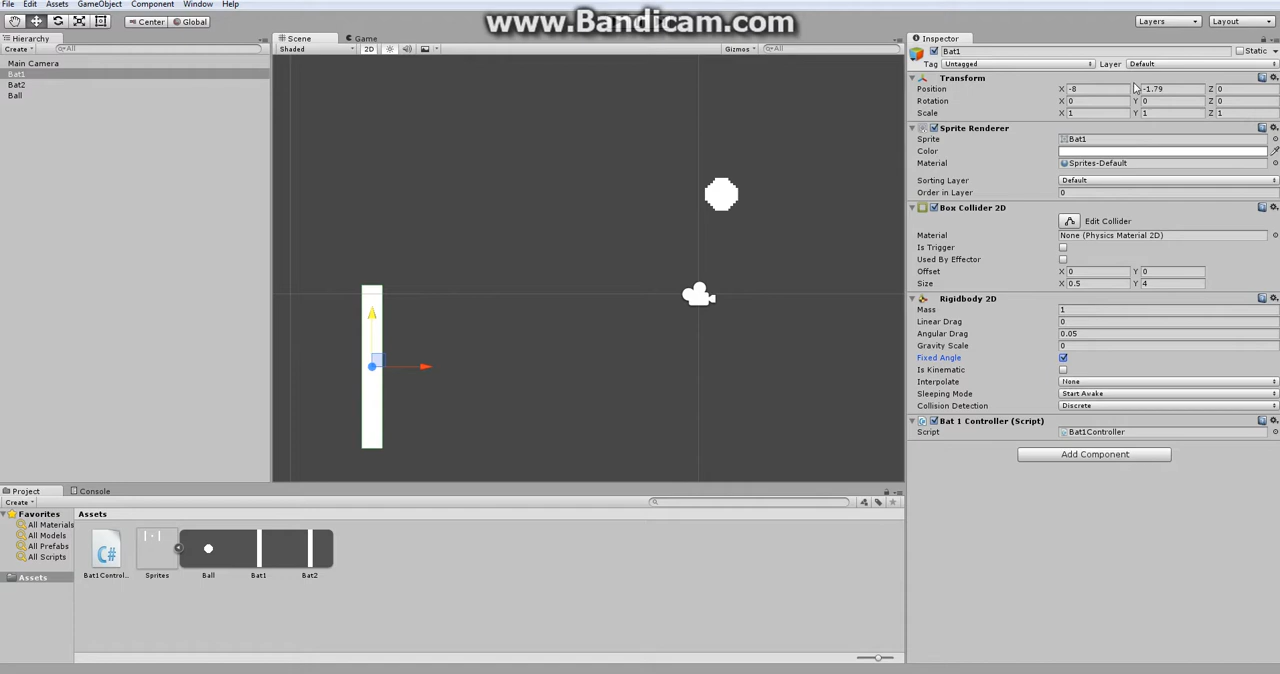 File Edit Assets GameObject Component Window Help
www.Bandicam.com
Center Global Layers Layout
Hierarchy
Create All
Main Camera
Bat1
Bat2
Ball
Scene Game
Shaded 2D Gizmos All
Inspector
Bat1 Static
Tag Untagged Layer Default
Transform
Position X -8 Y -1.79 Z 0
Rotation X 0 Y 0 Z 0
Scale X 1 Y 1 Z 1
Sprite Renderer
Sprite Bat1
Color
Material Sprites-Default
Sorting Layer Default
Order in Layer 0
Box Collider 2D
Edit Collider
Material None (Physics Material 2D)
Is Trigger
Used By Effector
Offset X 0 Y 0
Size X 0.5 Y 4
Rigidbody 2D
Mass 1
Linear Drag 0
Angular Drag 0.05
Gravity Scale 0
Fixed Angle
Is Kinematic
Interpolate None
Sleeping Mode Start Awake
Collision Detection Discrete
Bat 1 Controller (Script)
Script Bat1Controller
Add Component
Project Console
Create
Favorites
All Materials
All Models
All Prefabs
All Scripts
Assets
Assets
C#
Bat1Control... Sprites Ball Bat1 Bat2